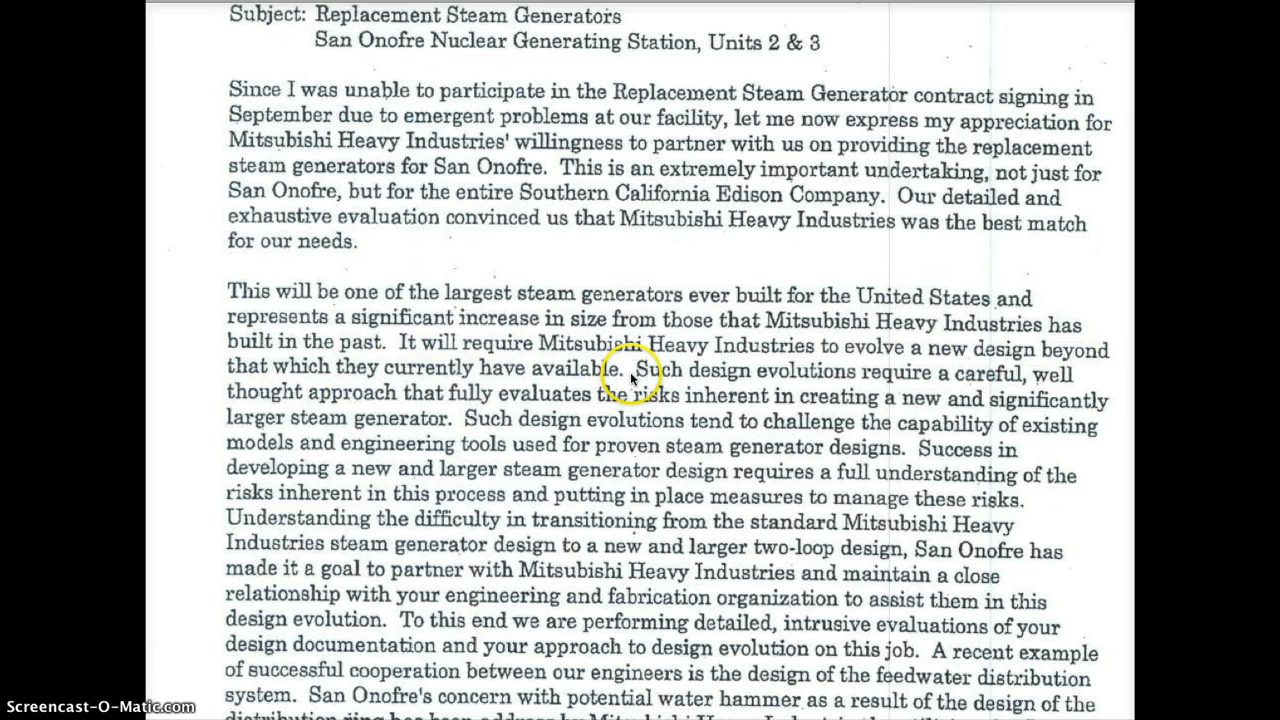 Subject: Replacement Steam Generators
San Onofre Nuclear Generating Station, Units 2 & 3
Since I was unable to participate in the Replacement Steam Generator contract signing in
September due to emergent problems at our facility, let me now express my appreciation for
Mitsubishi Heavy Industries' willingness to partner with us on providing the replacement
steam generators for San Onofre. This is an extremely important undertaking, not just for
San Onofre, but for the entire Southern California Edison Company. Our detailed and
exhaustive evaluation convinced us that Mitsubishi Heavy Industries was the best match
for our needs.
This will be one of the largest steam generators ever built for the United States and
represents a significant increase in size from those that Mitsubishi Heavy Industries has
built in the past. It will require Mitsubishi Heavy Industries to evolve a new design beyond
that which they currently have available. Such design evolutions require a careful, well
thought approach that fully evaluates the risks inherent in creating a new and significantly
larger steam generator. Such design evolutions tend to challenge the capability of existing
models and engineering tools used for proven steam generator designs. Success in
developing a new and larger steam generator design requires a full understanding of the
risks inherent in this process and putting in place measures to manage these risks.
Understanding the difficulty in transitioning from the standard Mitsubishi Heavy
Industries steam generator design to a new and larger two-loop design, San Onofre has
made it a goal to partner with Mitsubishi Heavy Industries and maintain a close
relationship with your engineering and fabrication organization to assist them in this
design evolution. To this end we are performing detailed, intrusive evaluations of your
design documentation and your approach to design evolution on this job. A recent example
of successful cooperation between our engineers is the design of the feedwater distribution
system. San Onofre's concern with potential water hammer as a result of the design of the
Screencast-O-Matic.com